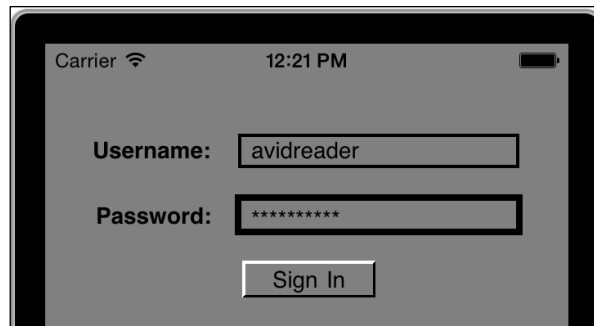 Carrier 12:21 PM
Username: avidreader
Password: **********
Sign In